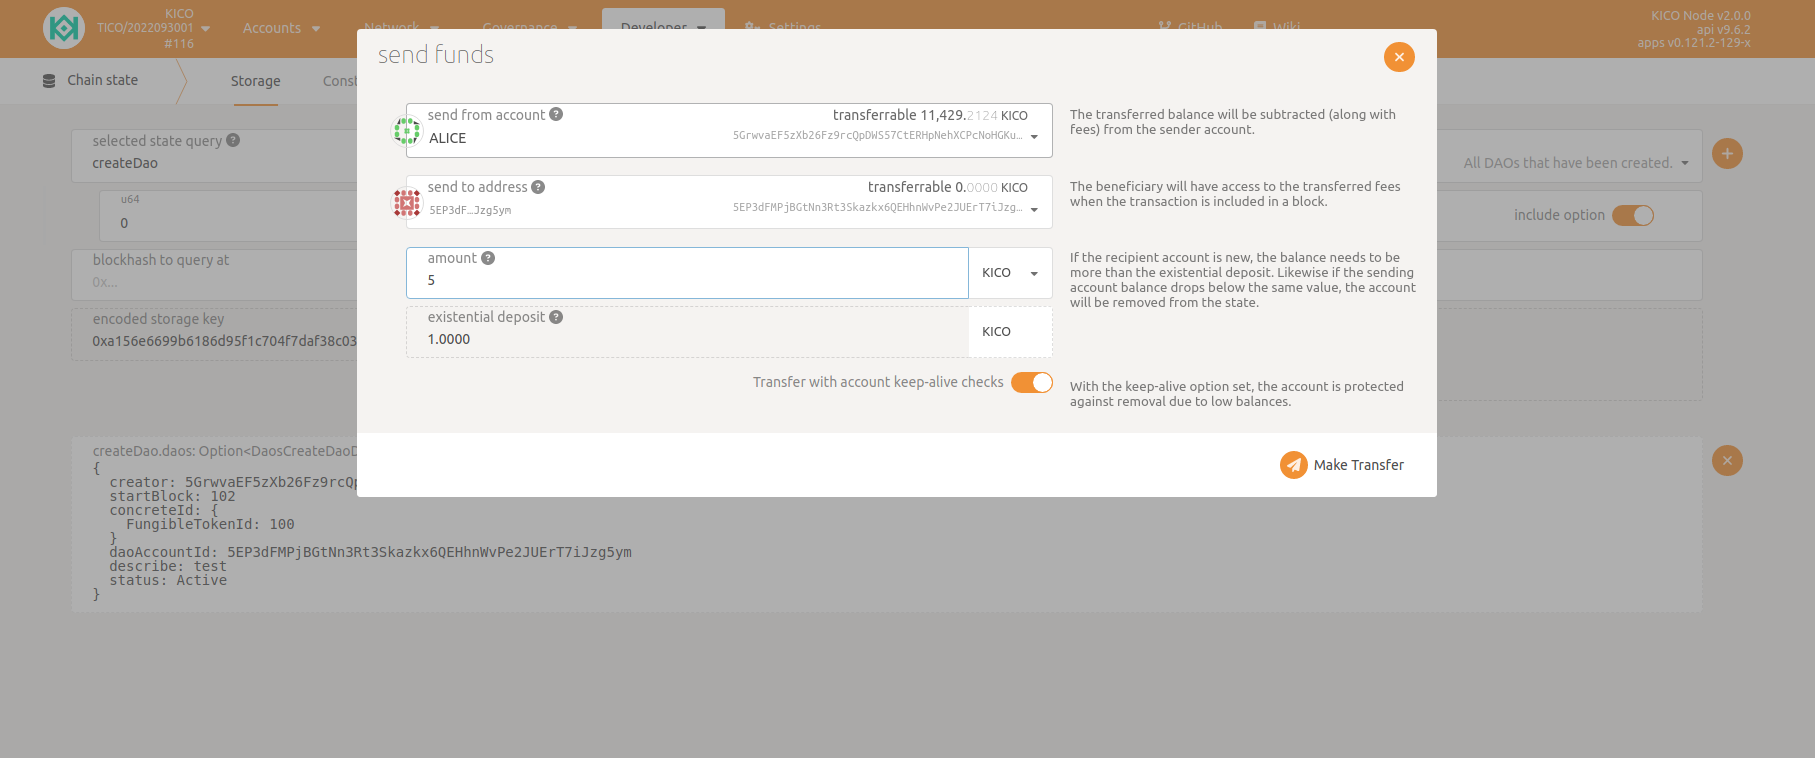 KICO
TICO/2022093001
#116
Accounts
Network
Governance
Developer
Settings
GitHub
Wiki
KICO Node v2.0.0
api v9.6.2
apps v0.121.2-129-x
Chain state
Storage
Const
send funds
selected state query
createDao
All DAOs that have been created.
u64
0
include option
blockhash to query at
0x...
encoded storage key
0xa156e6699b6186d95f1c704f7daf38c03
send from account
transferrable 11,429.2124 KICO
ALICE
5GrwvaEF5zXb26Fz9rcQpDWS57CtERHpNehXCPcNoHGKu…
The transferred balance will be subtracted (along with
fees) from the sender account.
send to address
transferrable 0.0000 KICO
5EP3dF…Jzg5ym
5EP3dFMPjBGtNn3Rt3Skazkx6QEHhnWvPe2JUErT7iJzg…
The beneficiary will have access to the transferred fees
when the transaction is included in a block.
amount
5
KICO
If the recipient account is new, the balance needs to be
more than the existential deposit. Likewise if the sending
account balance drops below the same value, the account
will be removed from the state.
existential deposit
1.0000
KICO
Transfer with account keep-alive checks
With the keep-alive option set, the account is protected
against removal due to low balances.
Make Transfer
createDao.daos: Option<DaosCreateDaoD
{
creator: 5GrwvaEF5zXb26Fz9rcQp
startBlock: 102
concreteId: {
FungibleTokenId: 100
}
daoAccountId: 5EP3dFMPjBGtNn3Rt3Skazkx6QEHhnWvPe2JUErT7iJzg5ym
describe: test
status: Active
}